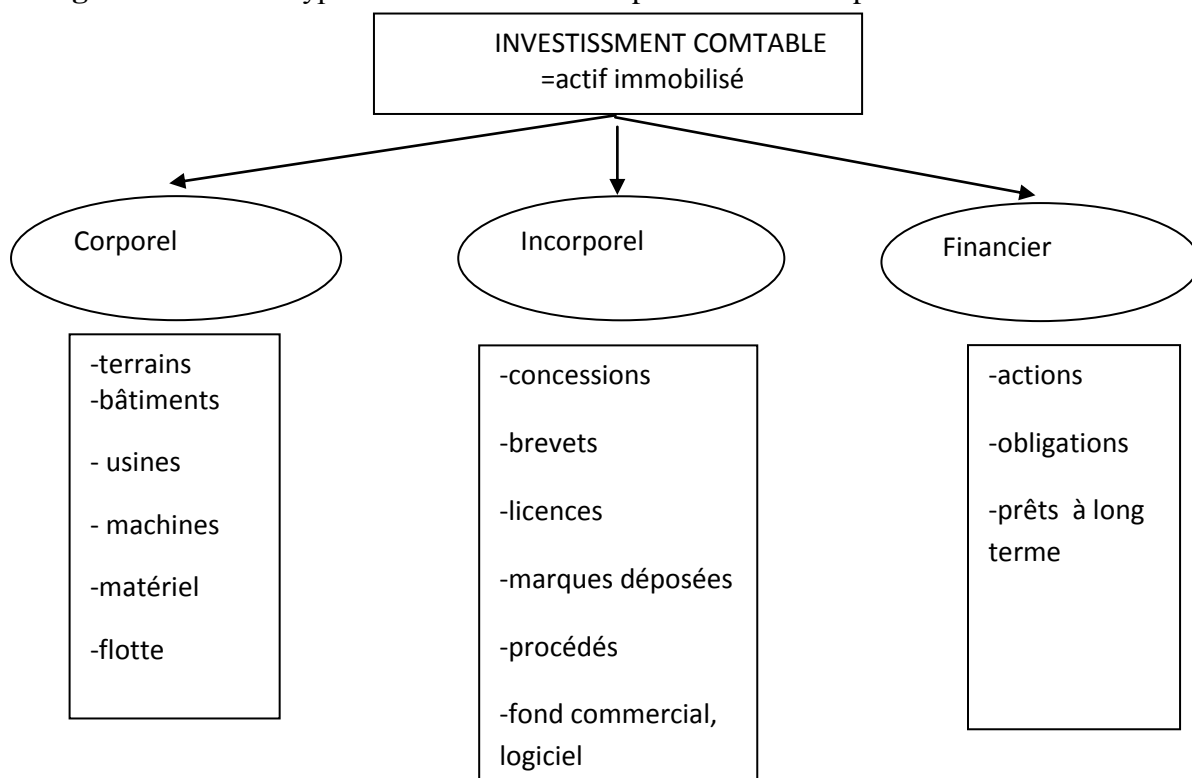 INVESTISSMENT COMTABLE
=actif immobilisé
Corporel
Incorporel
Financier
-terrains
-bâtiments
- usines
- machines
-matériel
-flotte
-concessions
-brevets
-licences
-marques déposées
-procédés
-fond commercial,
logiciel
-actions
-obligations
-prêts à long
terme